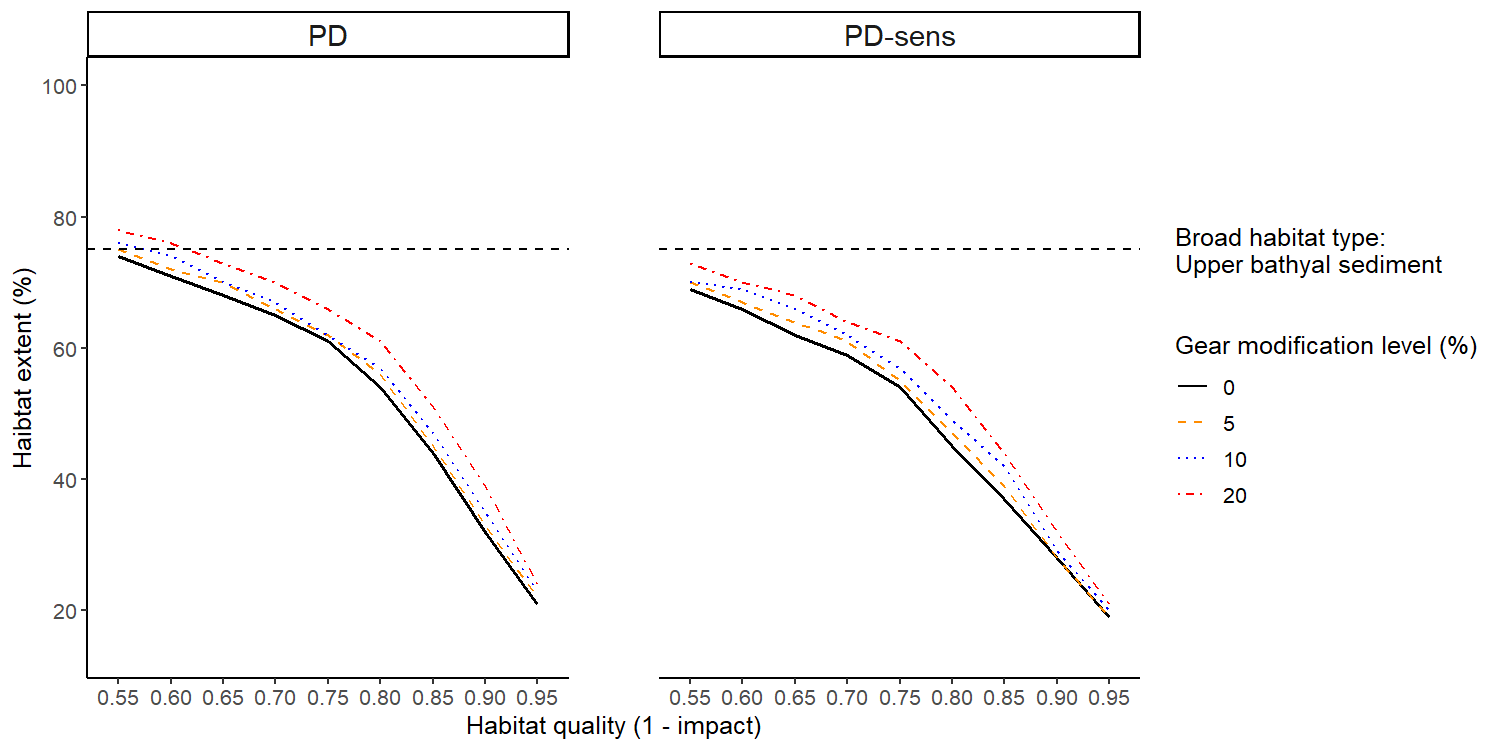 PD
PD-sens
100
80
60
40
20
Haibtat extent (%)
0.55 0.60 0.65 0.70 0.75 0.80 0.85 0.90 0.95
0.55 0.60 0.65 0.70 0.75 0.80 0.85 0.90 0.95
Habitat quality (1 - impact)
Broad habitat type:
Upper bathyal sediment
Gear modification level (%)
0
5
10
20